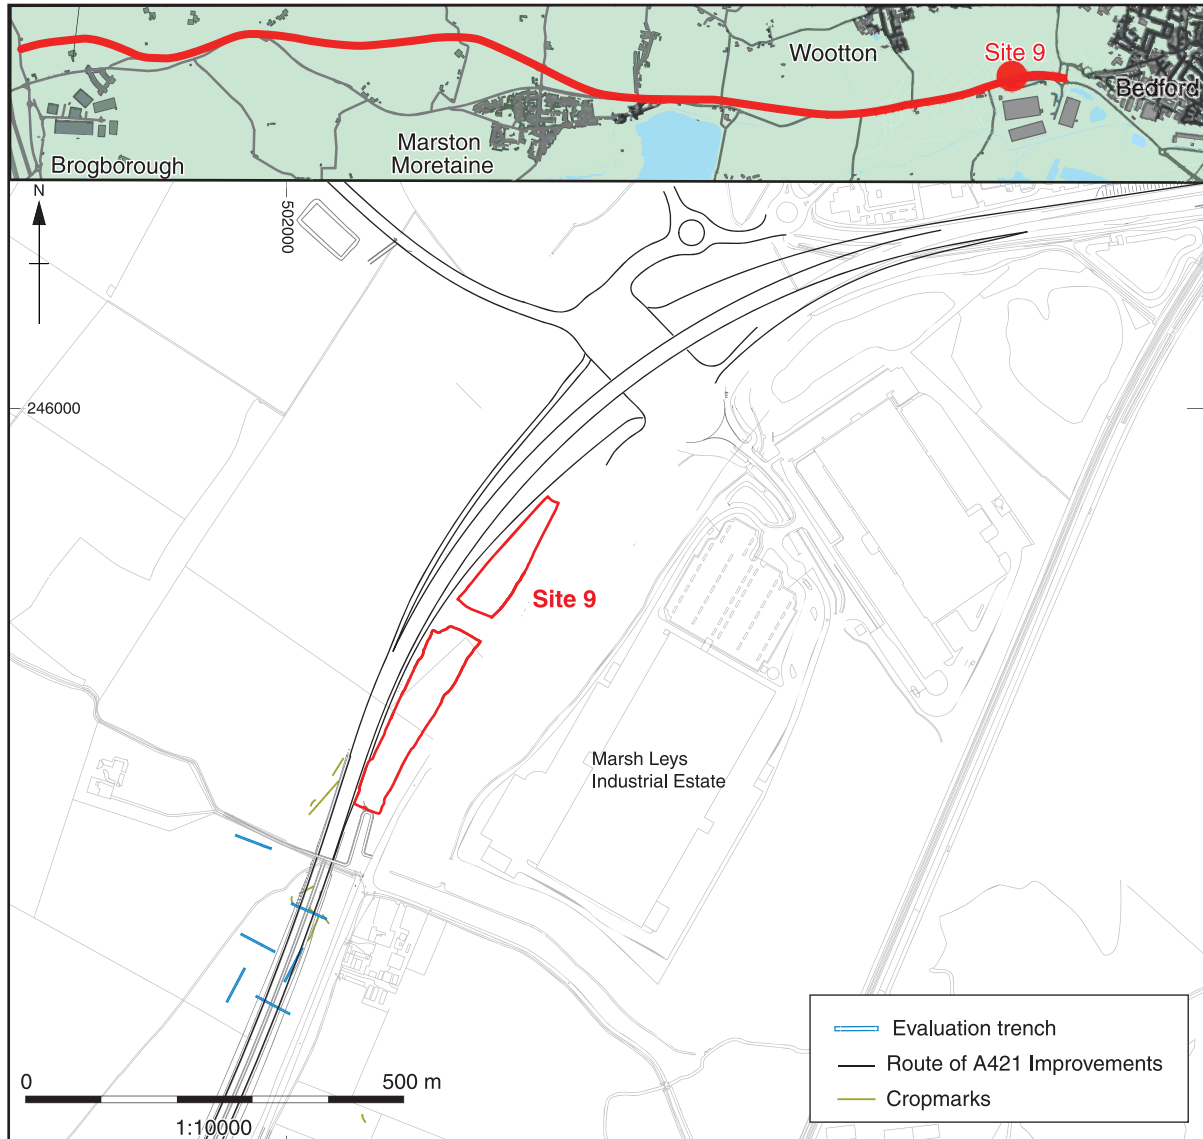 Wootton
Site 9
Bedford
Brogborough
Marston
Moretaine
N
502000
246000
Site 9
Marsh Leys
Industrial Estate
Evaluation trench
Route of A421 Improvements
Cropmarks
0
500 m
1:10000